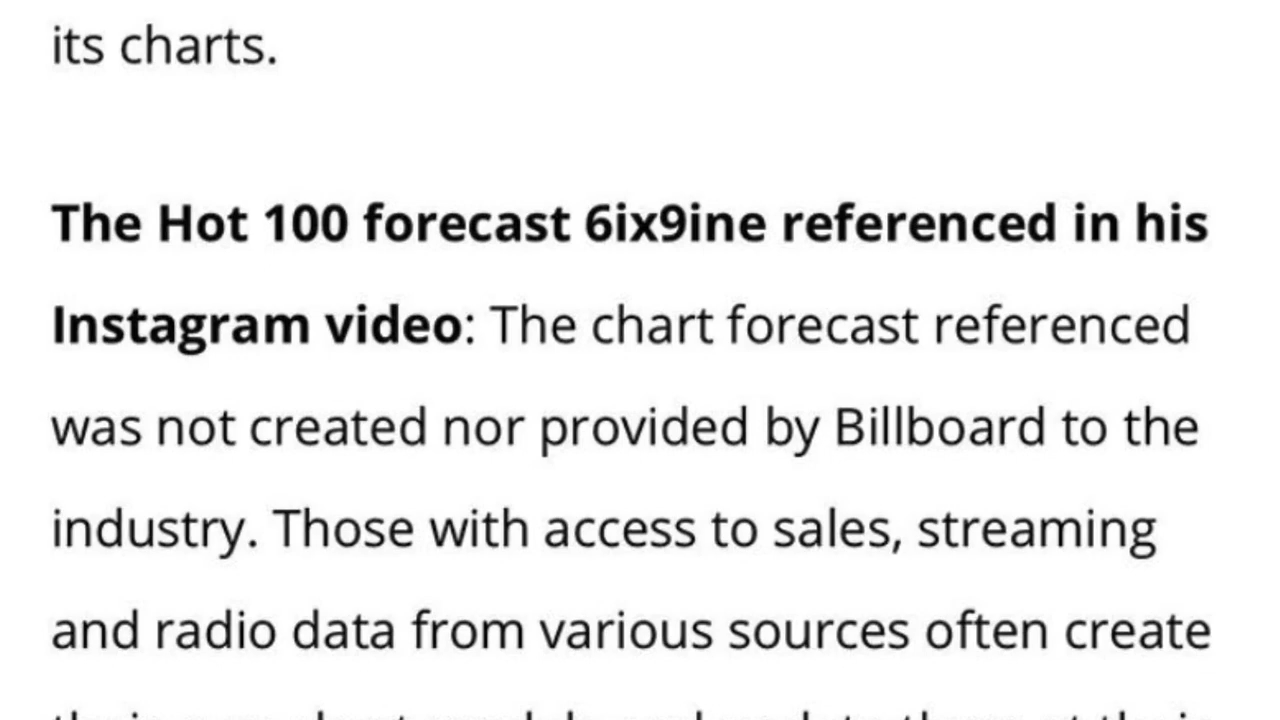 its charts.
The Hot 100 forecast 6ix9ine referenced in his
Instagram video: The chart forecast referenced
was not created nor provided by Billboard to the
industry. Those with access to sales, streaming
and radio data from various sources often create